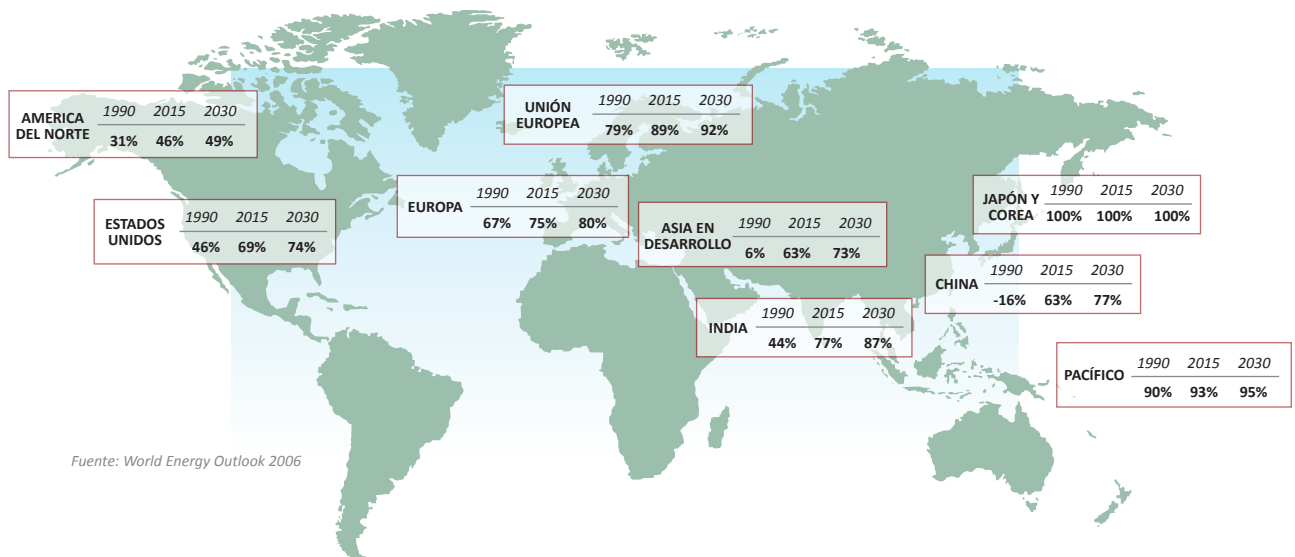 AMERICA
DEL NORTE
1990 2015 2030
31% 46% 49%
UNIÓN
EUROPEA
1990 2015 2030
79% 89% 92%
ESTADOS
UNIDOS
1990 2015 2030
46% 69% 74%
EUROPA
1990 2015 2030
67% 75% 80%
ASIA EN
DESARROLLO
1990 2015 2030
6% 63% 73%
JAPÓN Y
COREA
1990 2015 2030
100% 100% 100%
CHINA
1990 2015 2030
-16% 63% 77%
INDIA
1990 2015 2030
44% 77% 87%
PACÍFICO
1990 2015 2030
90% 93% 95%
Fuente: World Energy Outlook 2006